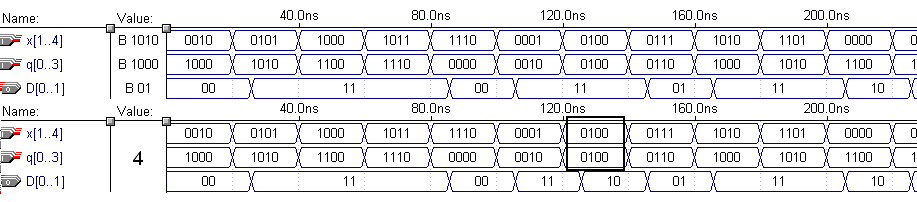 Name: Value: 40.0ns 80.0ns 120.0ns 160.0ns 200.0ns
x[1..4] B 1010 0010 0101 1000 1011 1110 0001 0100 0111 1010 1101 0000 0
q[0..3] B 1000 1000 1010 1100 1110 0000 0010 0100 0110 1000 1010 1100 1
D[0..1] B 01 00 11 00 11 01 11 10
Name: Value: 40.0ns 80.0ns 120.0ns 160.0ns 200.0ns
x[1..4] 0010 0101 1000 1011 1110 0001 0100 0111 1010 1101 0000 0
q[0..3] 4 1000 1010 1100 1110 0000 0010 0100 0110 1000 1010 1100 1
D[0..1] 00 11 00 11 10 01 11 10